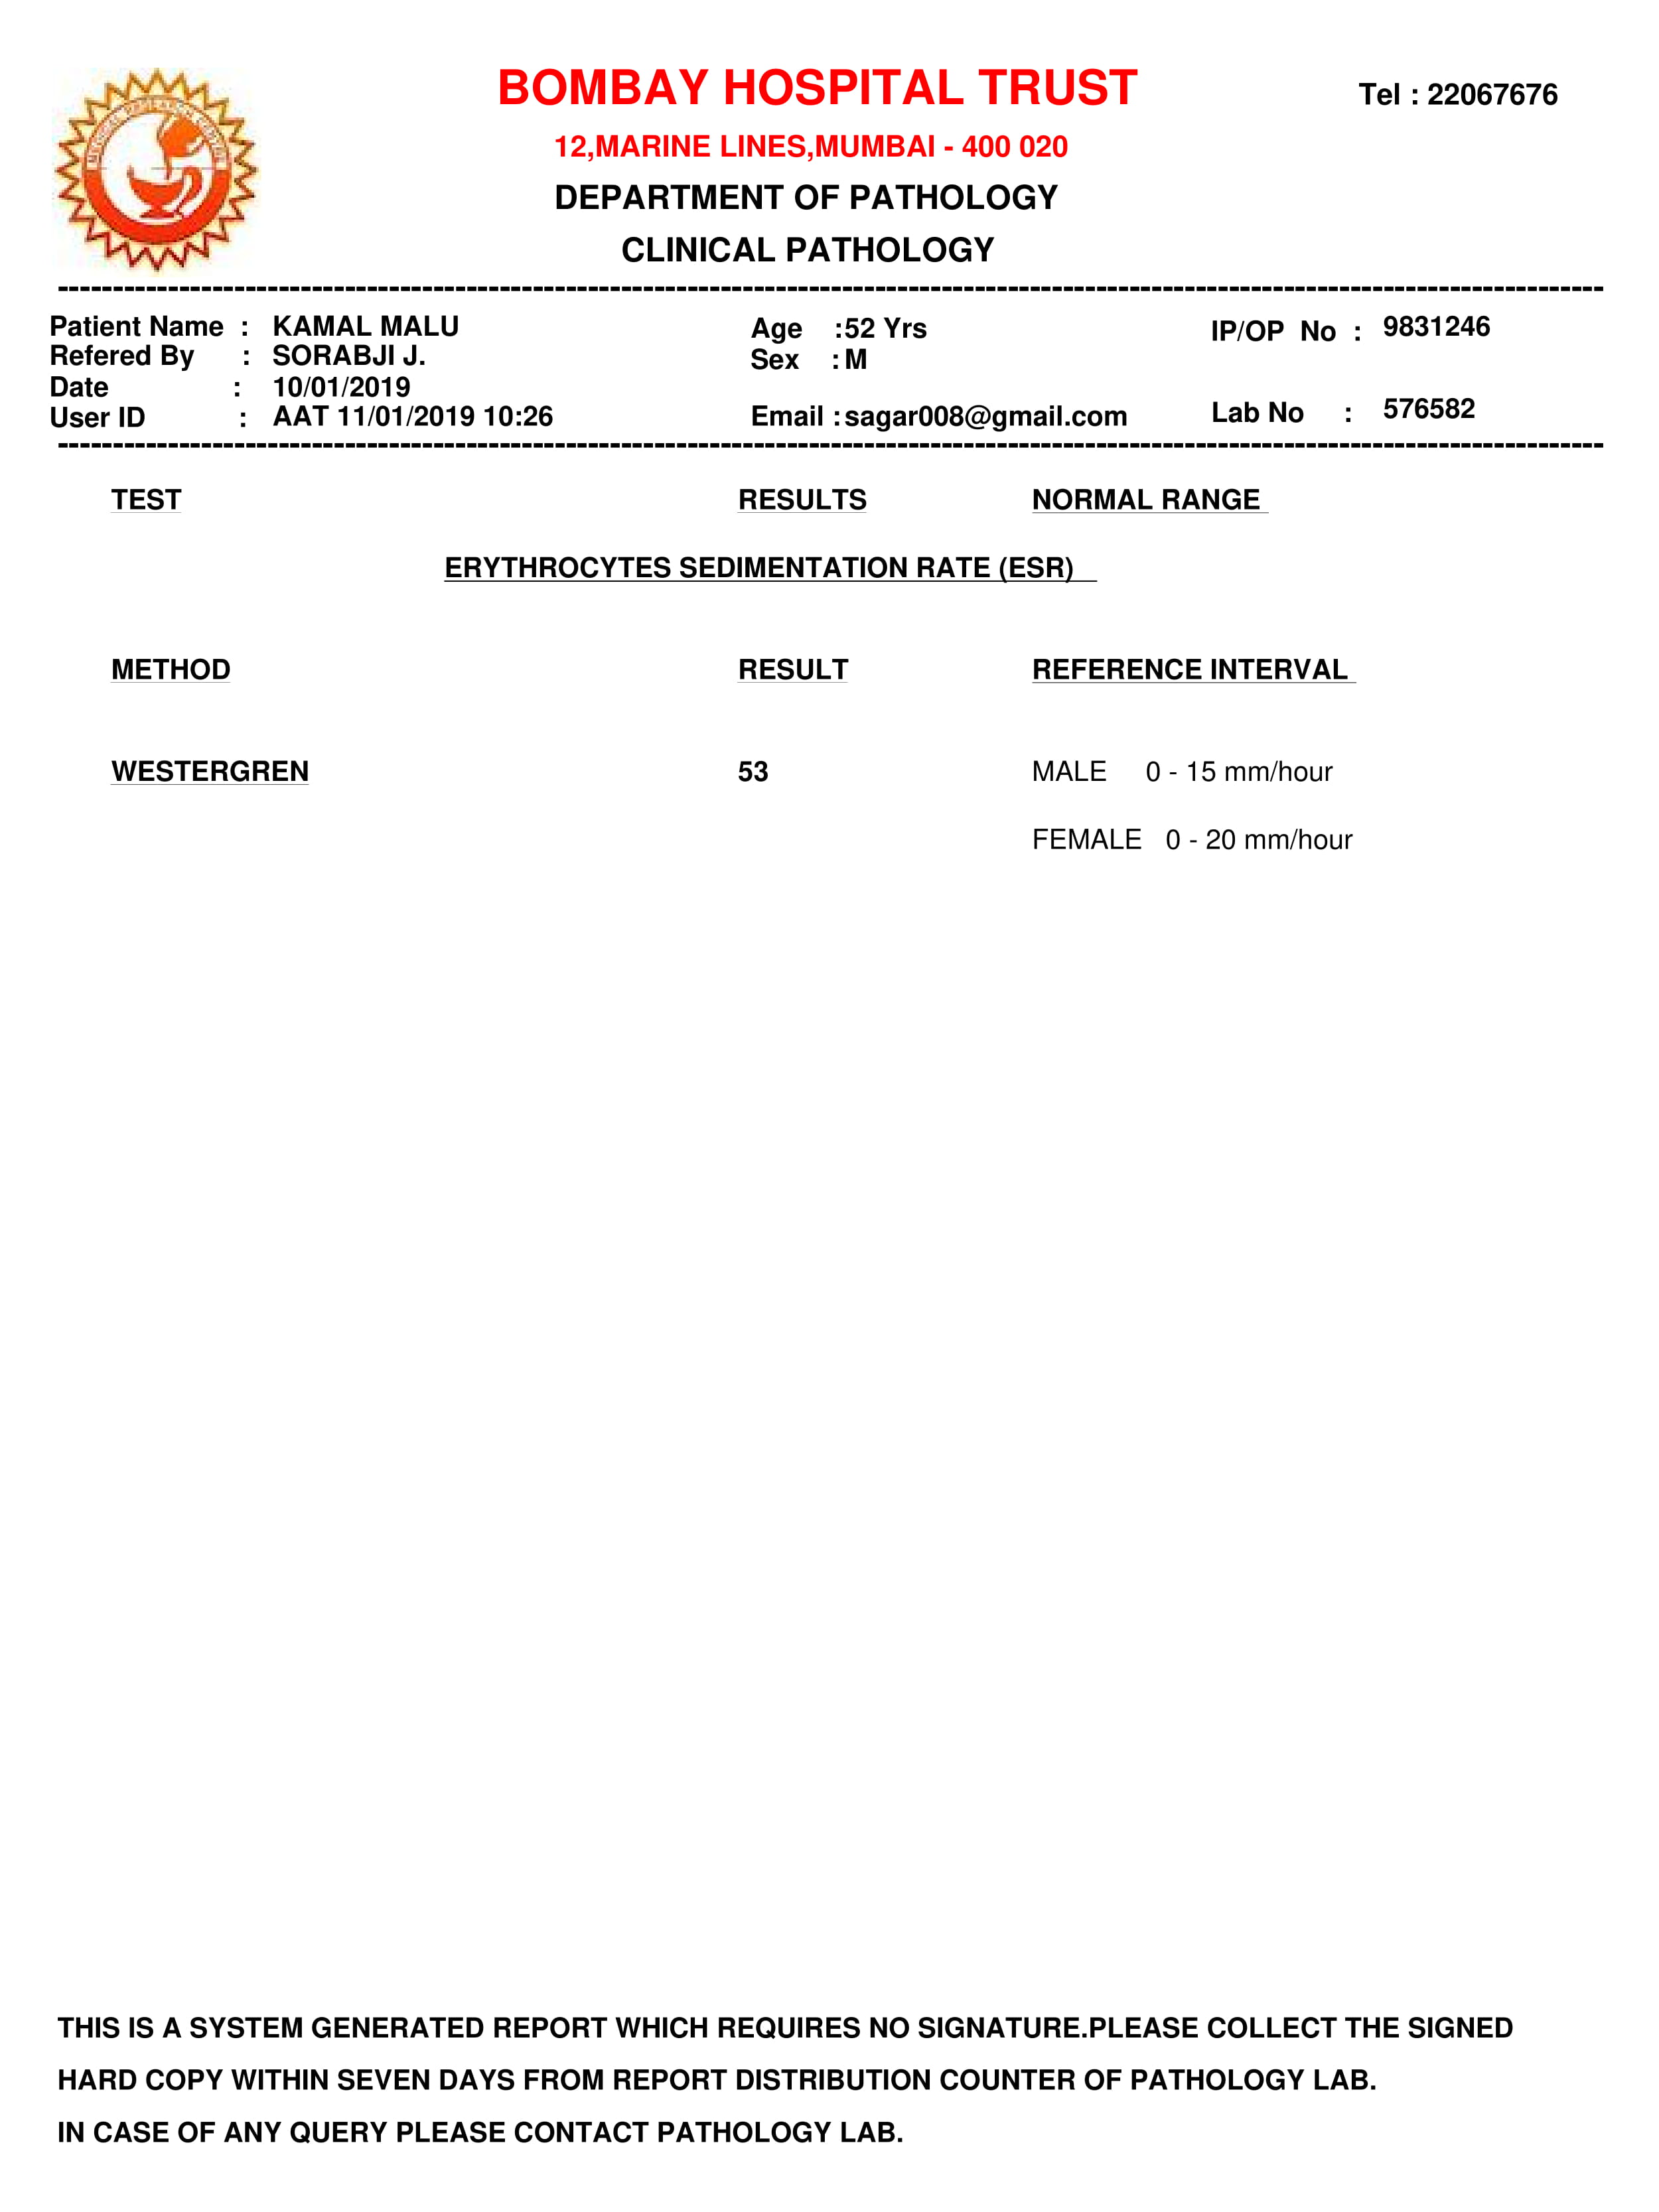 BOMBAY HOSPITAL TRUST Tel : 22067676
12,MARINE LINES,MUMBAI - 400 020
DEPARTMENT OF PATHOLOGY
CLINICAL PATHOLOGY
Patient Name : KAMAL MALU Age :52 Yrs IP/OP No : 9831246
Refered By : SORABJI J. Sex :M
Date : 10/01/2019
User ID : AAT 11/01/2019 10:26 Email :sagar008@gmail.com Lab No : 576582
TEST RESULTS NORMAL RANGE
ERYTHROCYTES SEDIMENTATION RATE (ESR)
METHOD RESULT REFERENCE INTERVAL
WESTERGREN 53 MALE 0 - 15 mm/hour
FEMALE 0 - 20 mm/hour
THIS IS A SYSTEM GENERATED REPORT WHICH REQUIRES NO SIGNATURE.PLEASE COLLECT THE SIGNED
HARD COPY WITHIN SEVEN DAYS FROM REPORT DISTRIBUTION COUNTER OF PATHOLOGY LAB.
IN CASE OF ANY QUERY PLEASE CONTACT PATHOLOGY LAB.